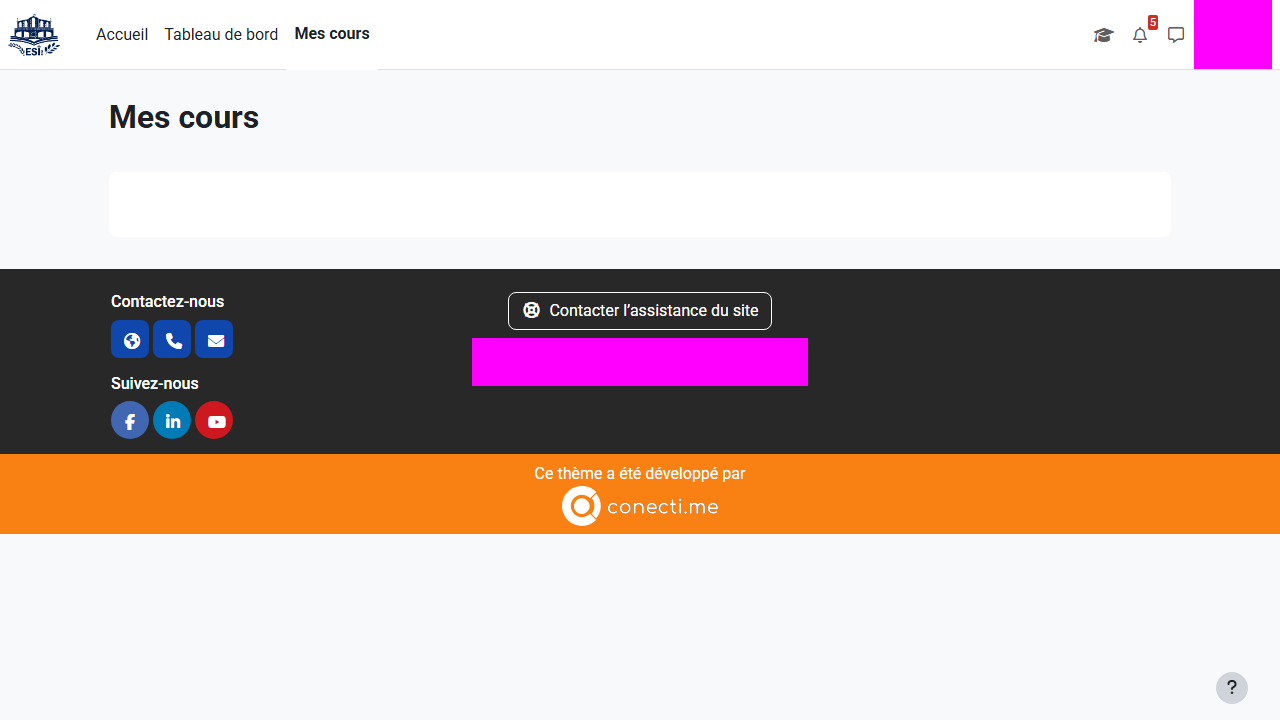 ESI
Accueil
Tableau de bord
Mes cours
5
Mes cours
Contactez-nous
Contacter l’assistance du site
Suivez-nous
Ce thème a été développé par
conecti.me
?